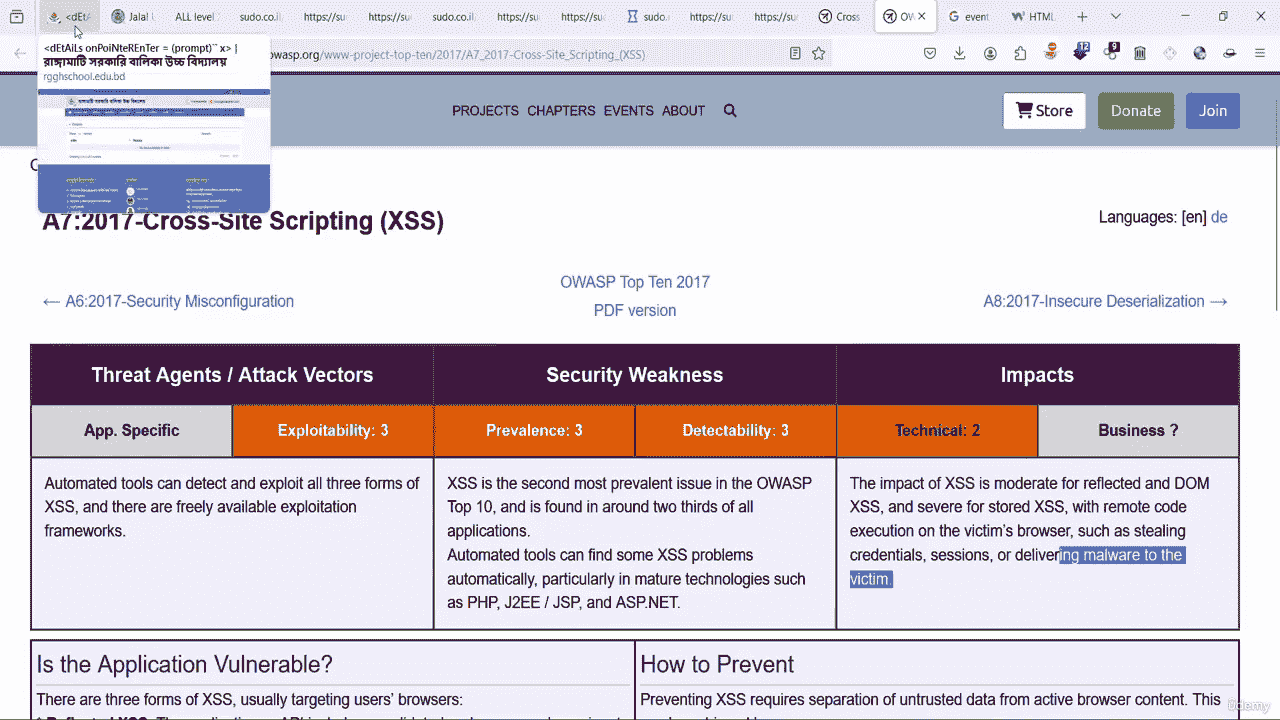 <dEtA
Jalal
ALL level
sudo.co.il
https://su
https://su
sudo.co.il
https://su
https://su
sudo.
https://su
Cross
OW
event
HTML
owasp.org/www-project-top-ten/2017/A7_2017-Cross-Site_Scripting_(XSS)
12
9
<dEtAiLs onPoiNteREnTer = (prompt)`` x> |
রাঙ্গামাটি সরকারি বালিকা উচ্চ বিদ্যালয়
rgghschool.edu.bd
PROJECTS CHAPTERS EVENTS ABOUT
Store
Donate
Join
A7:2017-Cross-Site Scripting (XSS)
Languages: [en] de
OWASP Top Ten 2017
← A6:2017-Security Misconfiguration
A8:2017-Insecure Deserialization →
PDF version
Threat Agents / Attack Vectors
Security Weakness
Impacts
App. Specific
Exploitability: 3
Prevalence: 3
Detectability: 3
Technical: 2
Business ?
Automated tools can detect and exploit all three forms of
XSS, and there are freely available exploitation
frameworks.
XSS is the second most prevalent issue in the OWASP
Top 10, and is found in around two thirds of all
applications.
Automated tools can find some XSS problems
automatically, particularly in mature technologies such
as PHP, J2EE / JSP, and ASP.NET.
The impact of XSS is moderate for reflected and DOM
XSS, and severe for stored XSS, with remote code
execution on the victim's browser, such as stealing
credentials, sessions, or delivering malware to the
victim.
Is the Application Vulnerable?
There are three forms of XSS, usually targeting users' browsers:
How to Prevent
Preventing XSS requires separation of untrusted data from active browser content. This
Udemy